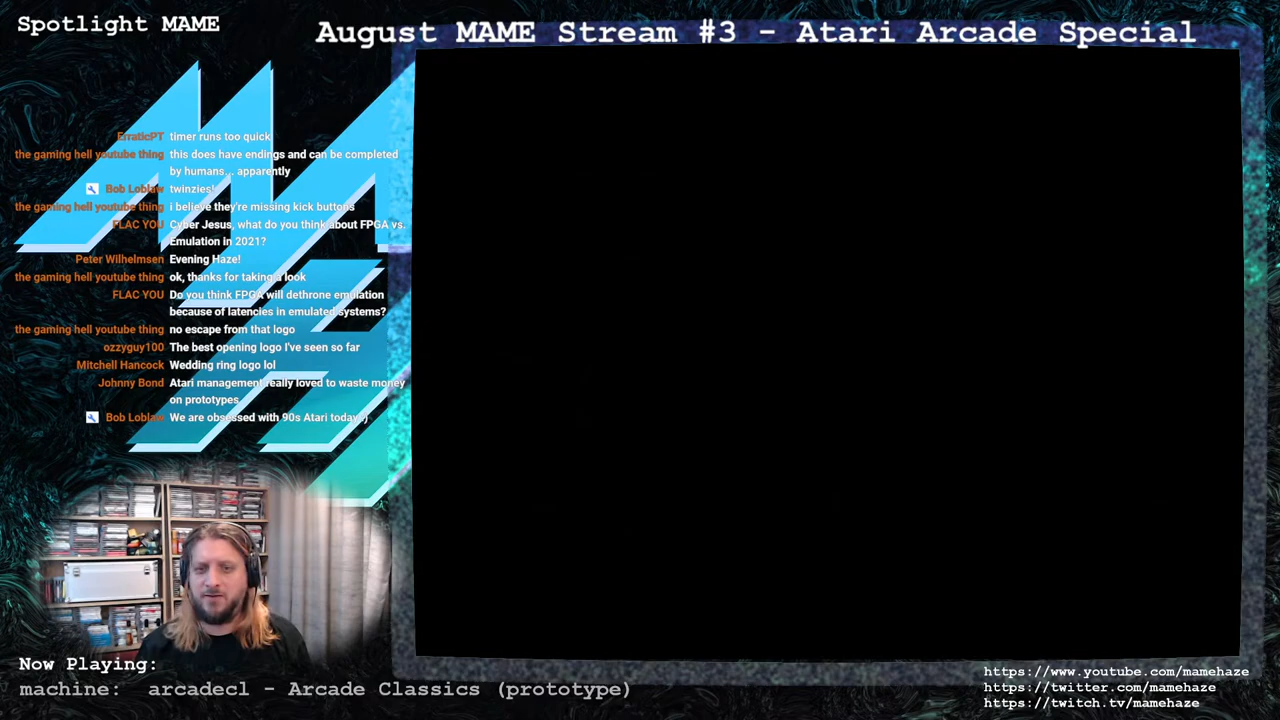 Spotlight MAME
August MAME Stream #3 - Atari Arcade Special
ErraticPT timer runs too quick
the gaming hell youtube thing this does have endings and can be completed
by humans... apparently
Bob Loblaw twinzies!
the gaming hell youtube thing i believe they're missing kick buttons
FLAC YOU Cyber Jesus, what do you think about FPGA vs.
Emulation in 2021?
Peter Wilhelmsen Evening Haze!
the gaming hell youtube thing ok, thanks for taking a look
FLAC YOU Do you think FPGA will dethrone emulation
because of latencies in emulated systems?
the gaming hell youtube thing no escape from that logo
ozzyguy100 The best opening logo I've seen so far
Mitchell Hancock Wedding ring logo lol
Johnny Bond Atari management really loved to waste money
on prototypes
Bob Loblaw We are obsessed with 90s Atari today :)
Now Playing:
machine: arcadecl - Arcade Classics (prototype)
https://www.youtube.com/mamehaze
https://twitter.com/mamehaze
https://twitch.tv/mamehaze